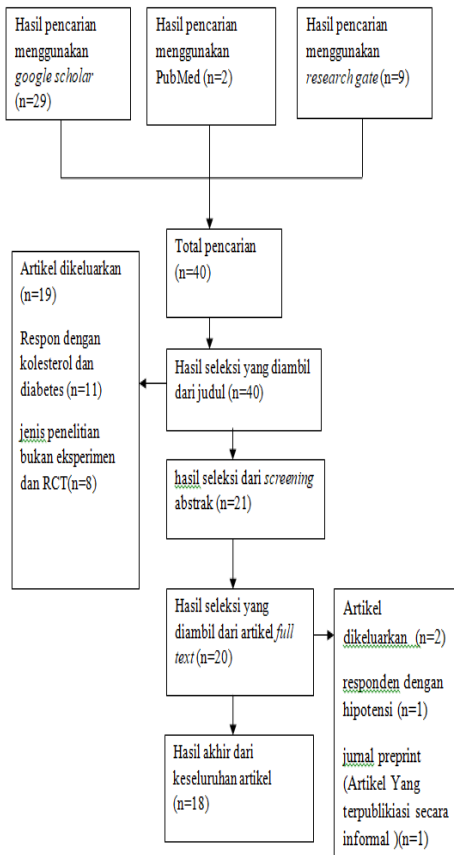 Hasil pencarian
menggunakan
google scholar
(n=29)
Hasil pencarian
menggunakan
PubMed (n=2)
Hasil pencarian
menggunakan
research gate (n=9)
Total pencarian
(n=40)
Artikel dikeluarkan
(n=19)
Respon dengan
kolesterol dan
diabetes (n=11)
jenis penelitian
bukan eksperimen
dan RCT(n=8)
Hasil seleksi yang diambil
dari judul (n=40)
hasil seleksi dari screening
abstrak (n=21)
Hasil seleksi yang
diambil dari artikel full
text (n=20)
Artikel
dikeluarkan (n=2)
responden dengan
hipotensi (n=1)
jurnal preprint
(Artikel Yang
terpublikiasi secara
informal )(n=1)
Hasil akhir dari
keseluruhan artikel
(n=18)